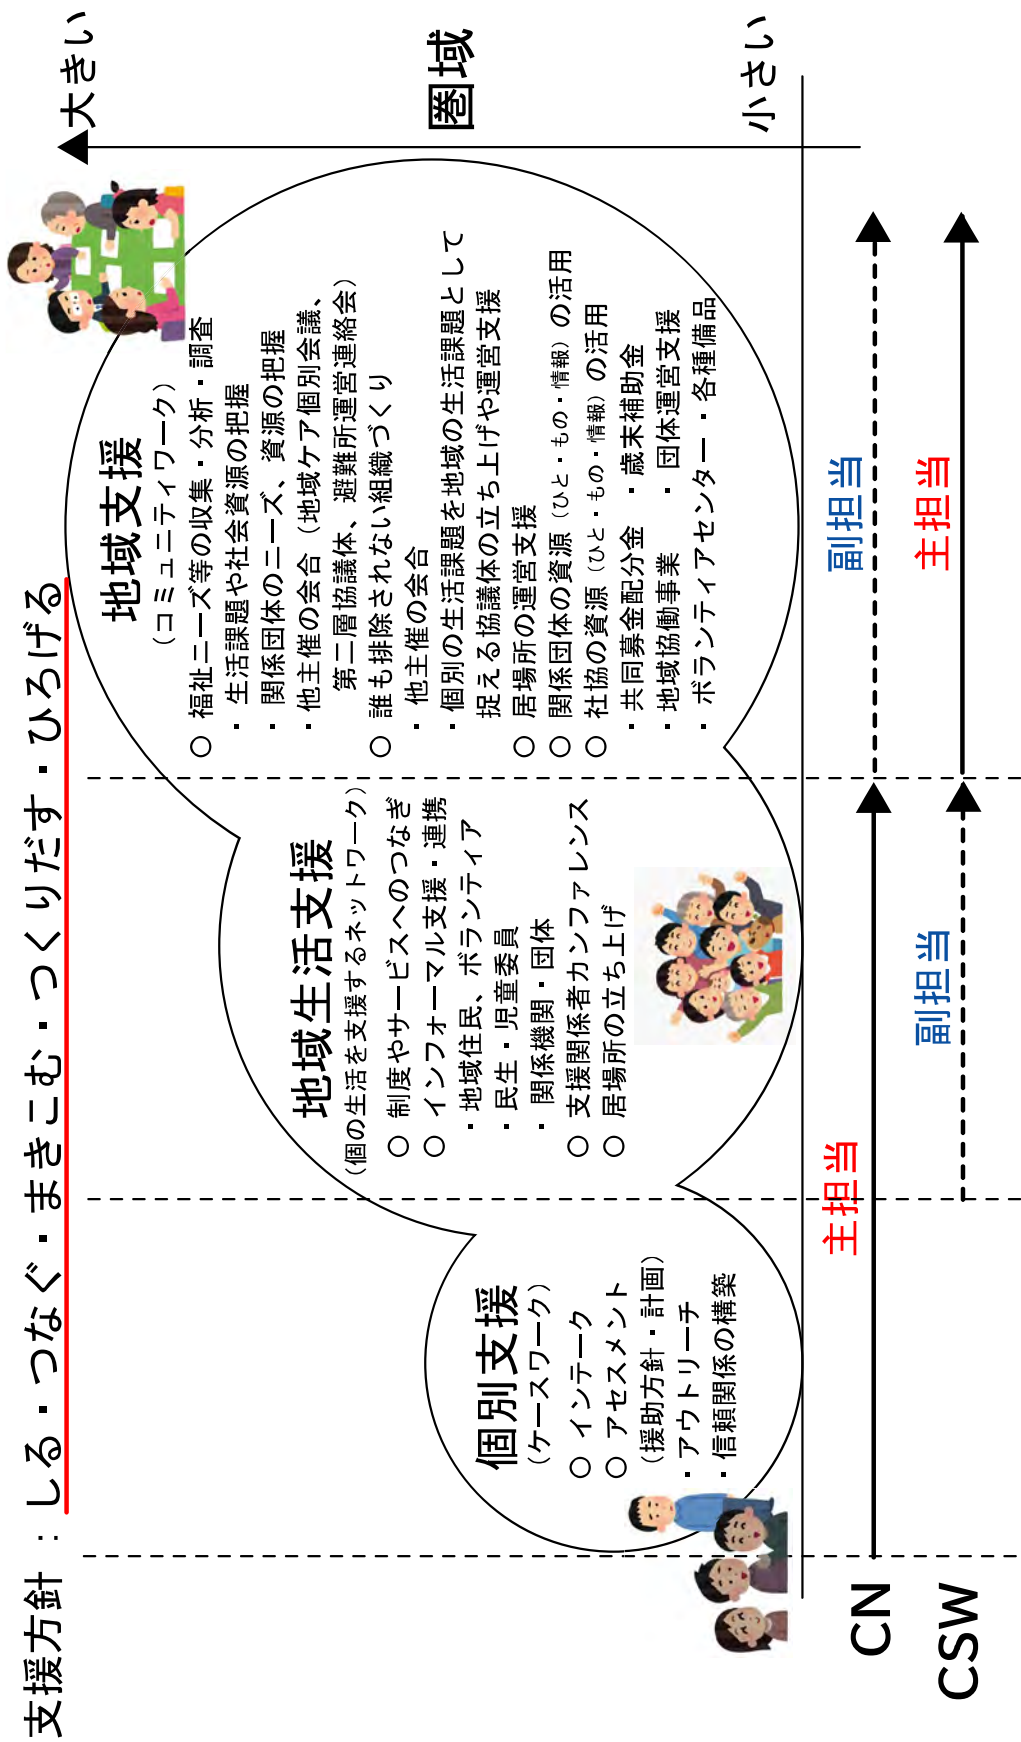 支援方針：しる・つなぐ・まきこむ・つくりだす・ひろげる
大きい
圏域
小さい
個別支援
（ケースワーク）
○ インテーク
○ アセスメント
（援助方針・計画）
・アウトリーチ
・信頼関係の構築
地域生活支援
（個の生活を支援するネットワーク）
○ 制度やサービスへのつなぎ
○ インフォーマル支援・連携
・地域住民、ボランティア
・民生・児童委員
・関係機関・団体
○ 支援関係者カンファレンス
○ 居場所の立ち上げ
地域支援
（コミュニティワーク）
○ 福祉ニーズ等の収集・分析・調査
・生活課題や社会資源の把握
・関係団体のニーズ、資源の把握
・他主催の会合（地域ケア個別会議、
第二層協議体、避難所運営連絡会）
○ 誰も排除されない組織づくり
・他主催の会合
・個別の生活課題を地域の生活課題として
捉える協議体の立ち上げや運営支援
○ 居場所の運営支援
○ 関係団体の資源（ひと・もの・情報）の活用
○ 社協の資源（ひと・もの・情報）の活用
・共同募金配分金 ・歳末補助金
・地域協働事業 ・団体運営支援
・ボランティアセンター・各種備品
CN
主担当
副担当
CSW
副担当
主担当